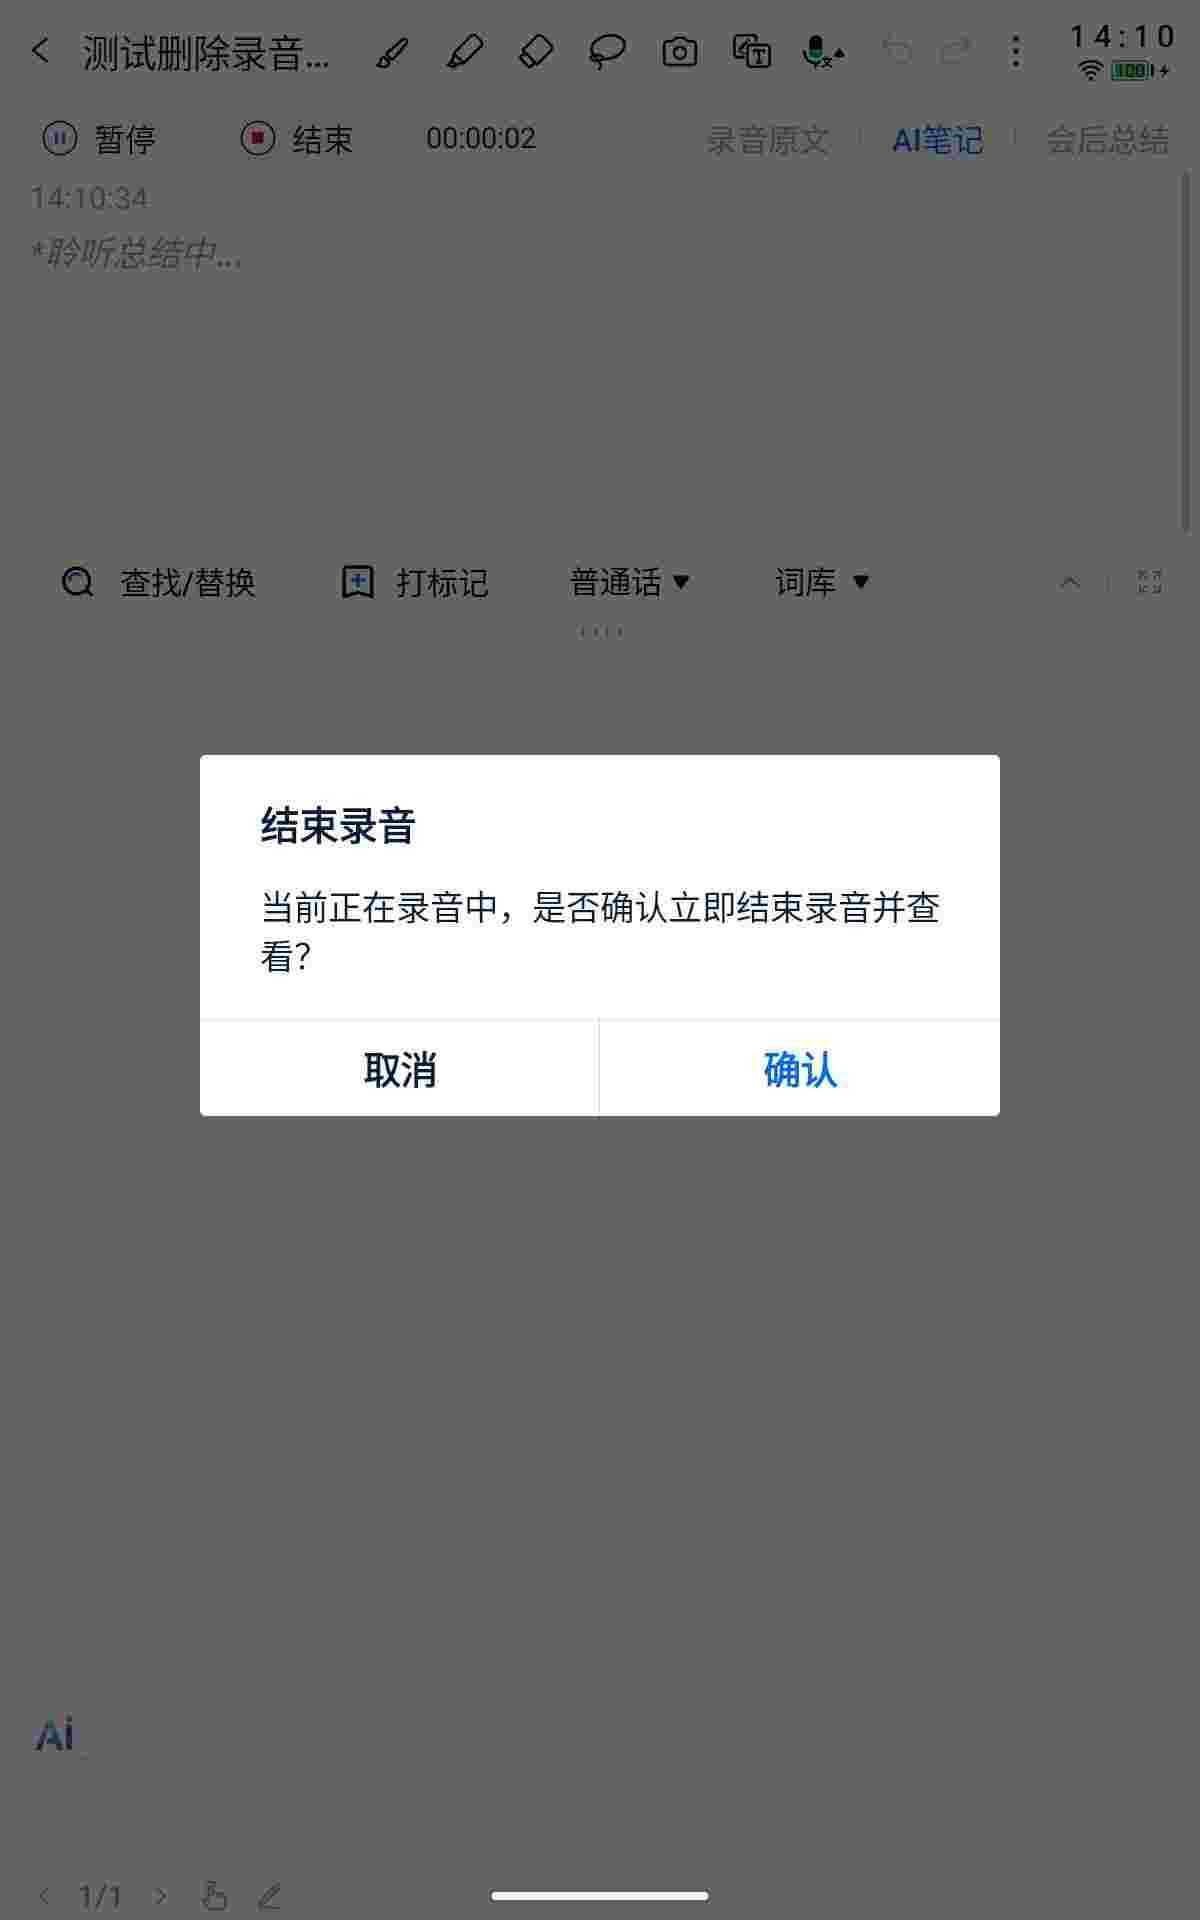 测试删除录音...
14:10
100
暂停
结束
00:00:02
录音原文
AI笔记
会后总结
14:10:34
*聆听总结中...
查找/替换
打标记
普通话
词库
结束录音
当前正在录音中，是否确认立即结束录音并查
看？
取消
确认
Ai
1/1